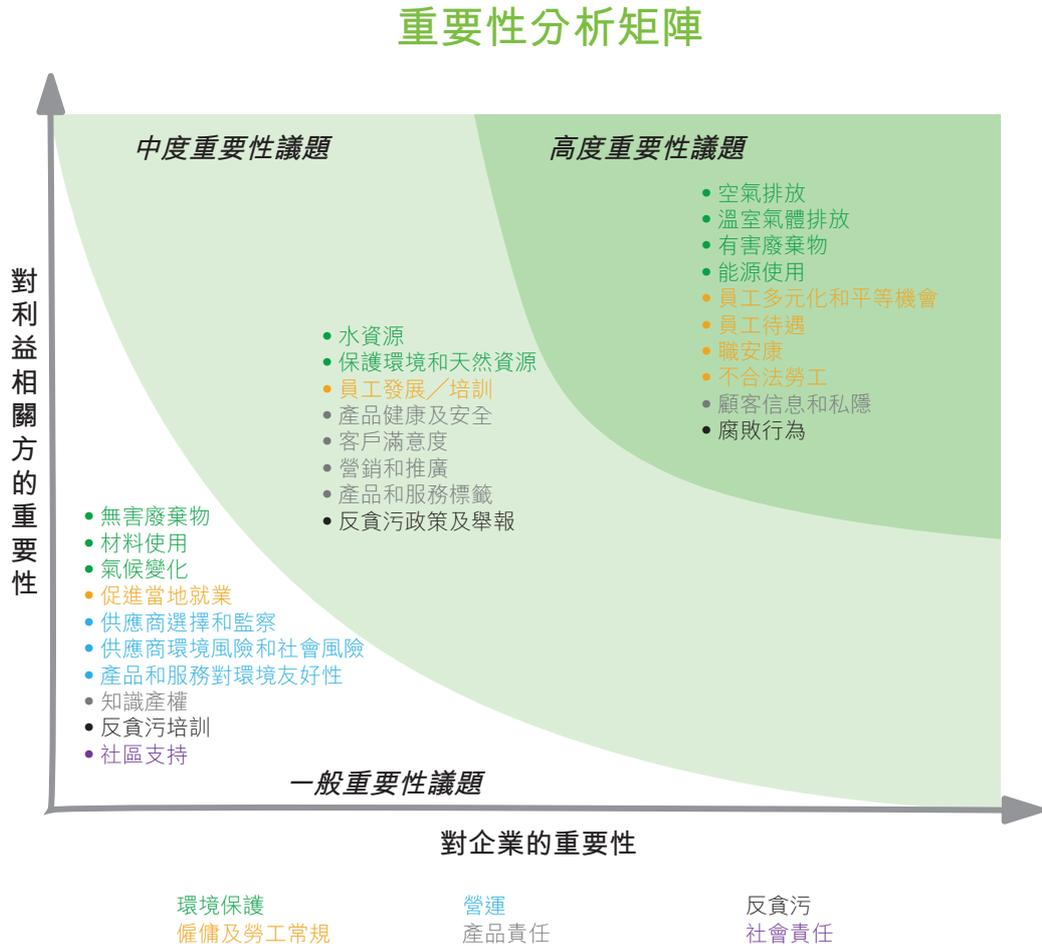 重要性分析矩陣
中度重要性議題
高度重要性議題
• 空氣排放
• 溫室氣體排放
• 有害廢棄物
• 能源使用
• 員工多元化和平等機會
• 員工待遇
• 職安康
• 不合法勞工
• 顧客信息和私隱
• 腐敗行為
• 水資源
• 保護環境和天然資源
• 員工發展╱培訓
• 產品健康及安全
• 客戶滿意度
• 營銷和推廣
• 產品和服務標籤
• 反貪污政策及舉報
對利益相關方的重要性
• 無害廢棄物
• 材料使用
• 氣候變化
• 促進當地就業
• 供應商選擇和監察
• 供應商環境風險和社會風險
• 產品和服務對環境友好性
• 知識產權
• 反貪污培訓
• 社區支持
一般重要性議題
對企業的重要性
環境保護
營運
反貪污
僱傭及勞工常規
產品責任
社會責任